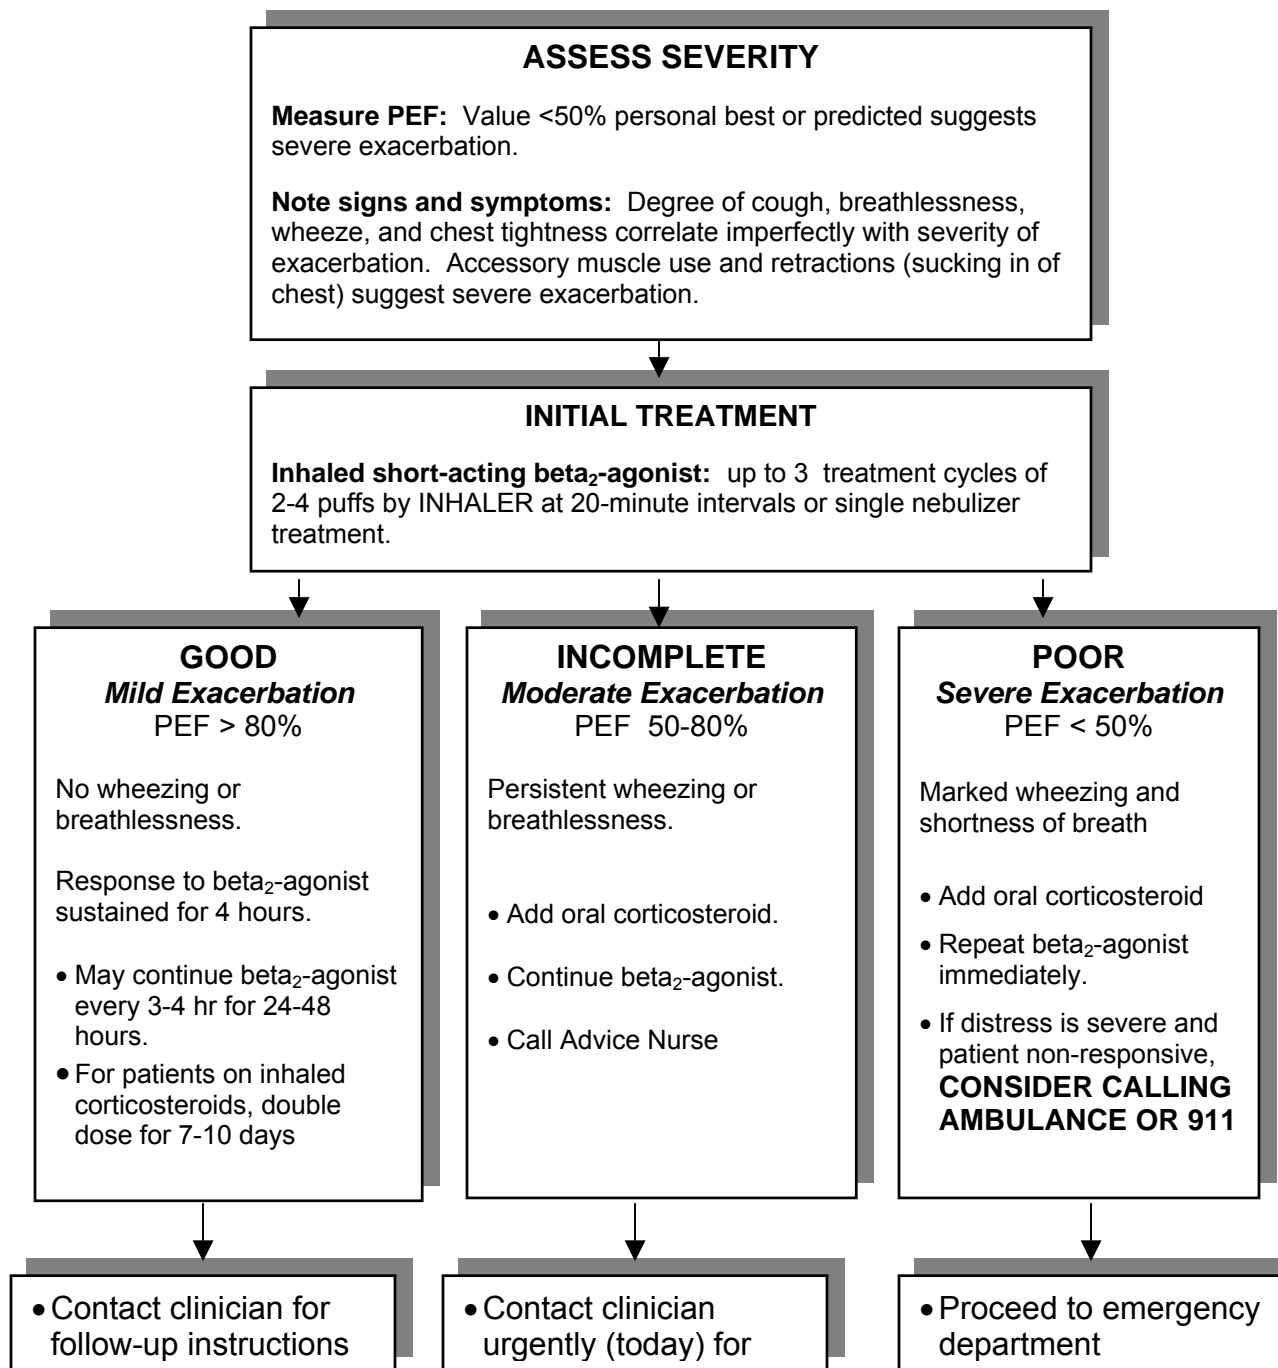 ASSESS SEVERITY
Measure PEF: Value <50% personal best or predicted suggests
severe exacerbation.
Note signs and symptoms: Degree of cough, breathlessness,
wheeze, and chest tightness correlate imperfectly with severity of
exacerbation. Accessory muscle use and retractions (sucking in of
chest) suggest severe exacerbation.
INITIAL TREATMENT
Inhaled short-acting beta₂-agonist: up to 3 treatment cycles of
2-4 puffs by INHALER at 20-minute intervals or single nebulizer
treatment.
GOOD
Mild Exacerbation
PEF > 80%
No wheezing or
breathlessness.
Response to beta₂-agonist
sustained for 4 hours.
• May continue beta₂-agonist
every 3-4 hr for 24-48
hours.
• For patients on inhaled
corticosteroids, double
dose for 7-10 days
INCOMPLETE
Moderate Exacerbation
PEF 50-80%
Persistent wheezing or
breathlessness.
• Add oral corticosteroid.
• Continue beta₂-agonist.
• Call Advice Nurse
POOR
Severe Exacerbation
PEF < 50%
Marked wheezing and
shortness of breath
• Add oral corticosteroid
• Repeat beta₂-agonist
immediately.
• If distress is severe and
patient non-responsive,
CONSIDER CALLING
AMBULANCE OR 911
• Contact clinician for
follow-up instructions
• Contact clinician
urgently (today) for
• Proceed to emergency
department